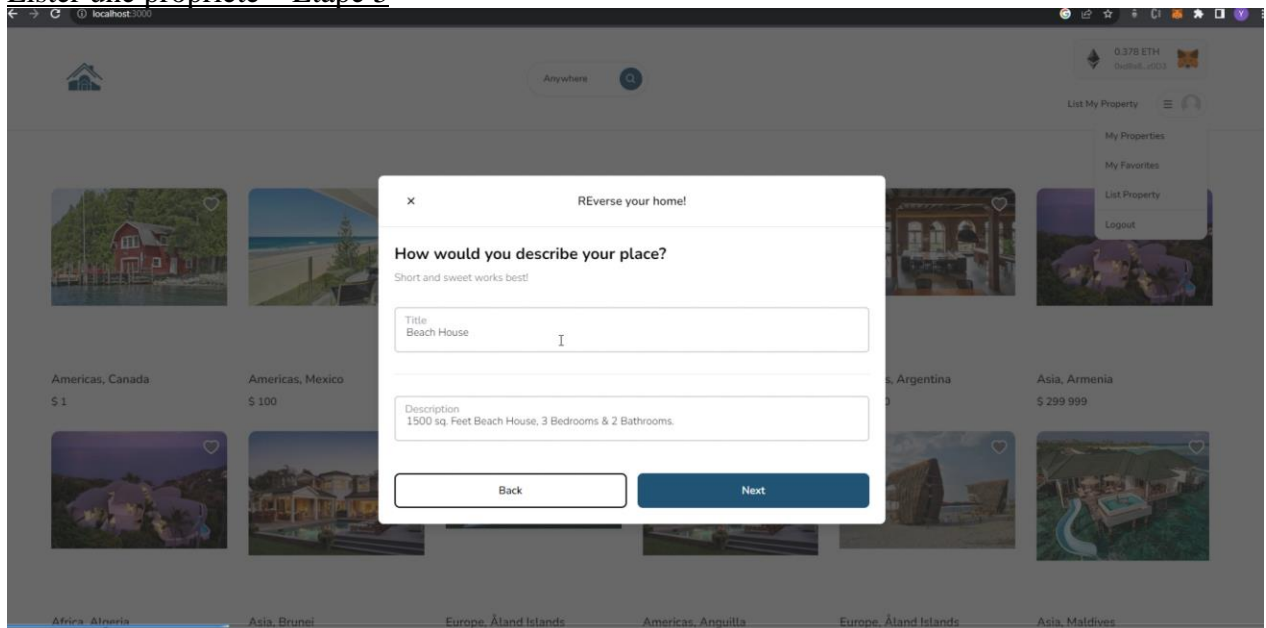 Lister une propriété – Étape 3
localhost:3000
0.378 ETH
Anywhere
List My Property
My Properties
My Favorites
List Property
Logout
× REverse your home!
How would you describe your place?
Short and sweet works best!
Title
Beach House
Description
1500 sq. Feet Beach House, 3 Bedrooms & 2 Bathrooms.
Back Next
Americas, Canada
$ 1
Americas, Mexico
$ 100
s, Argentina
Asia, Armenia
$ 299 999
Africa, Algeria
Asia, Brunei
Europe, Åland Islands
Americas, Anguilla
Europe, Åland Islands
Asia, Maldives